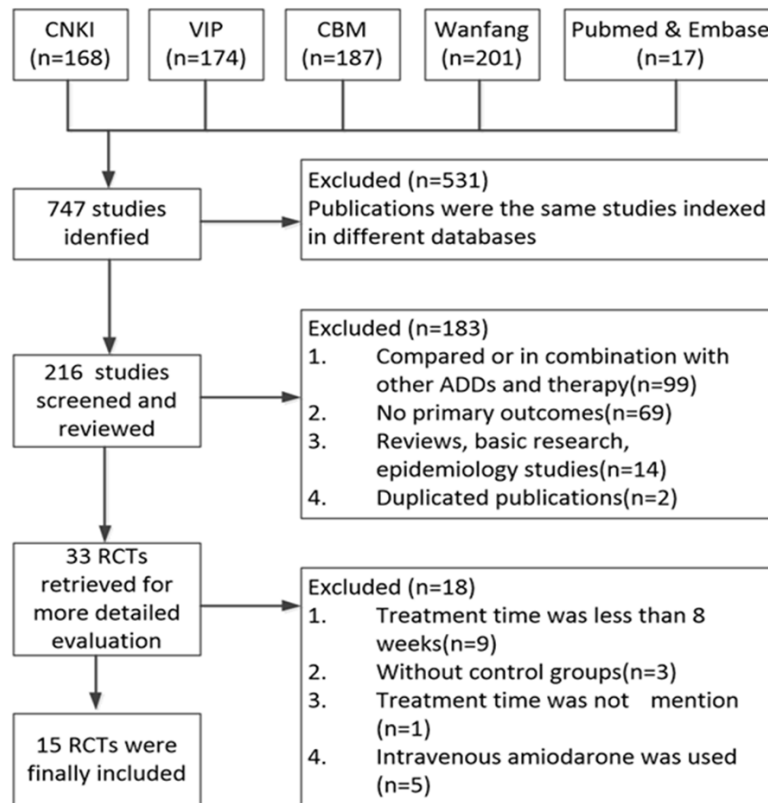 CNKI
(n=168)
VIP
(n=174)
CBM
(n=187)
Wanfang
(n=201)
Pubmed & Embase
(n=17)
747 studies
idenfied
Excluded (n=531)
Publications were the same studies indexed
in different databases
216 studies
screened and
reviewed
Excluded (n=183)
1. Compared or in combination with
other ADDs and therapy(n=99)
2. No primary outcomes(n=69)
3. Reviews, basic research,
epidemiology studies(n=14)
4. Duplicated publications(n=2)
33 RCTs
retrieved for
more detailed
evaluation
Excluded (n=18)
1. Treatment time was less than 8
weeks(n=9)
2. Without control groups(n=3)
3. Treatment time was not mention
(n=1)
4. Intravenous amiodarone was used
(n=5)
15 RCTs were
finally included